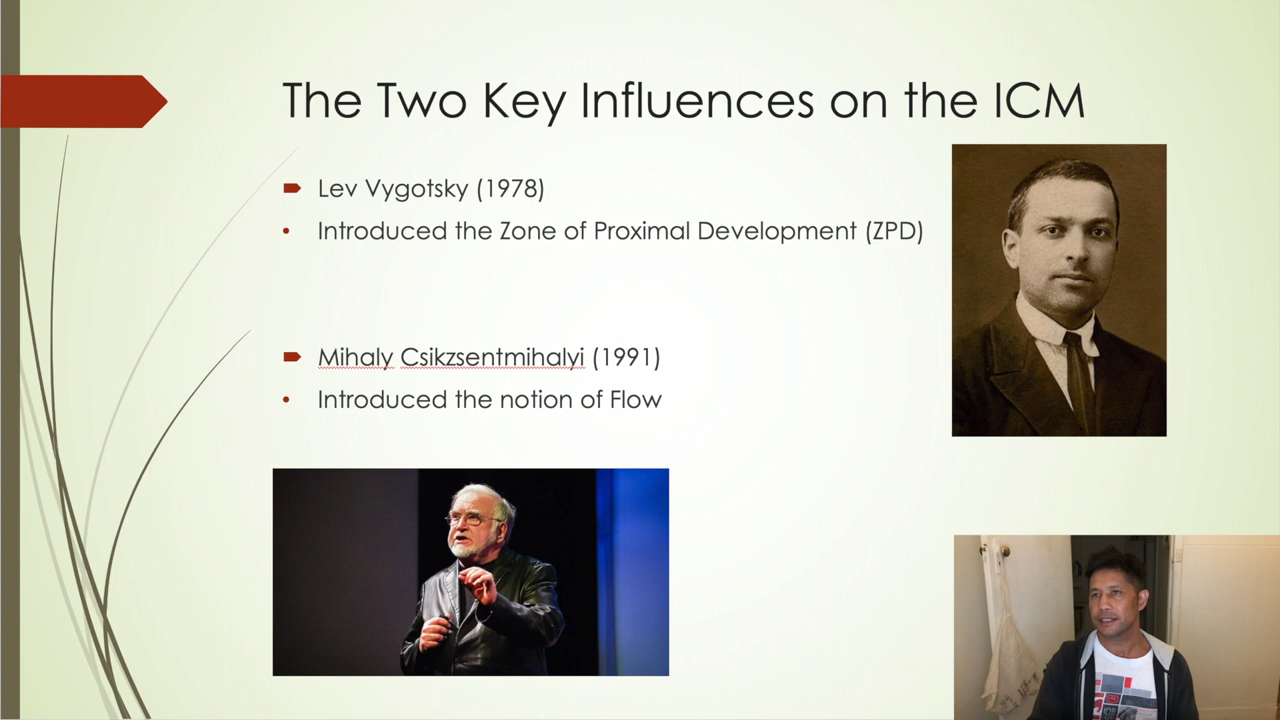 The Two Key Influences on the ICM
Lev Vygotsky (1978)
Introduced the Zone of Proximal Development (ZPD)
Mihaly Csikzsentmihalyi (1991)
Introduced the notion of Flow